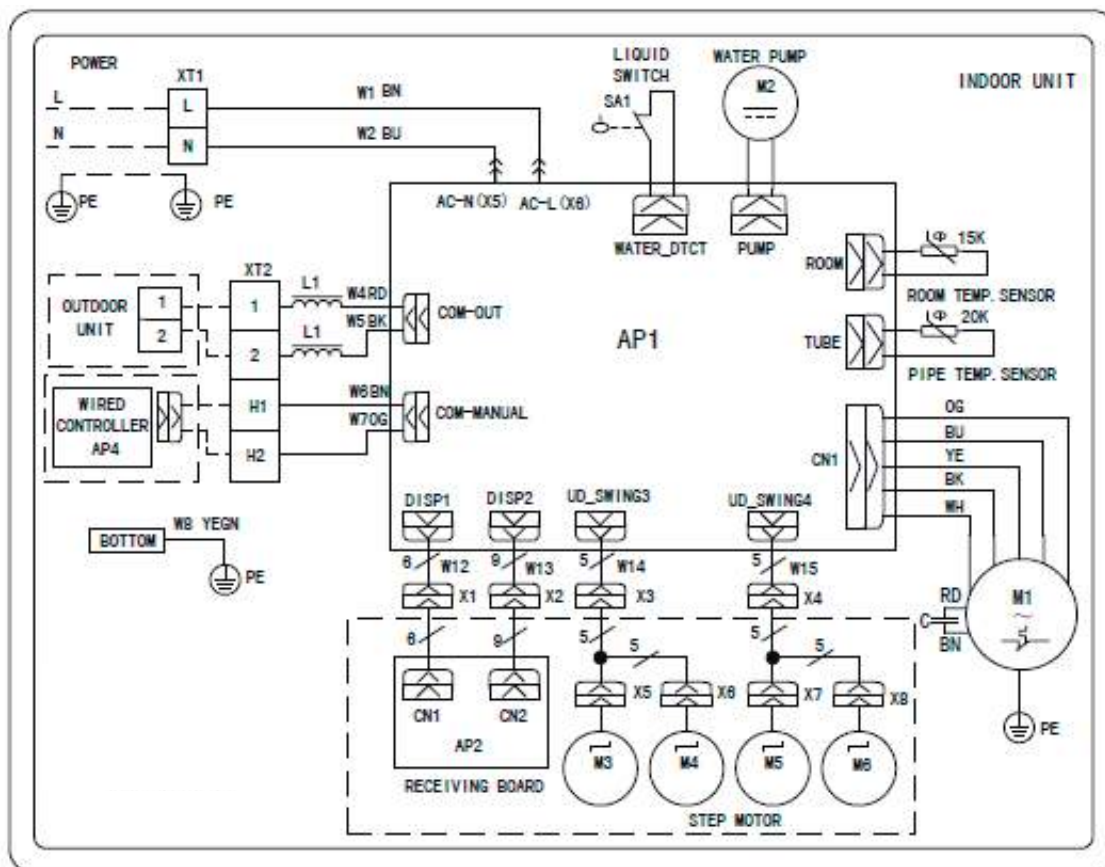 POWER
XT1
L
L
W1 BN
N
N
W2 BU
PE
PE
LIQUID
SWITCH
SA1
WATER PUMP
M2
INDOOR UNIT
AC-N(X5)
AC-L(X6)
WATER_DTCT
PUMP
ROOM
15K
ROOM TEMP.SENSOR
TUBE
20K
PIPE TEMP.SENSOR
XT2
OUTDOOR
UNIT
1
2
1
2
L1
L1
W4RD
W5BK
COM-OUT
AP1
WIRED
CONTROLLER
AP4
H1
H2
W6BN
W7OG
COM-MANUAL
CN1
OG
BU
YE
BK
WH
DISP1
DISP2
UD_SWING3
UD_SWING4
BOTTOM
W8 YEGN
PE
6
W12
9
W13
5
W14
5
W15
X1
X2
X3
X4
RD
C
BN
M1
~
PE
6
9
5
5
5
5
CN1
CN2
AP2
RECEIVING BOARD
X5
X6
X7
X8
M3
M4
M5
M6
STEP MOTOR